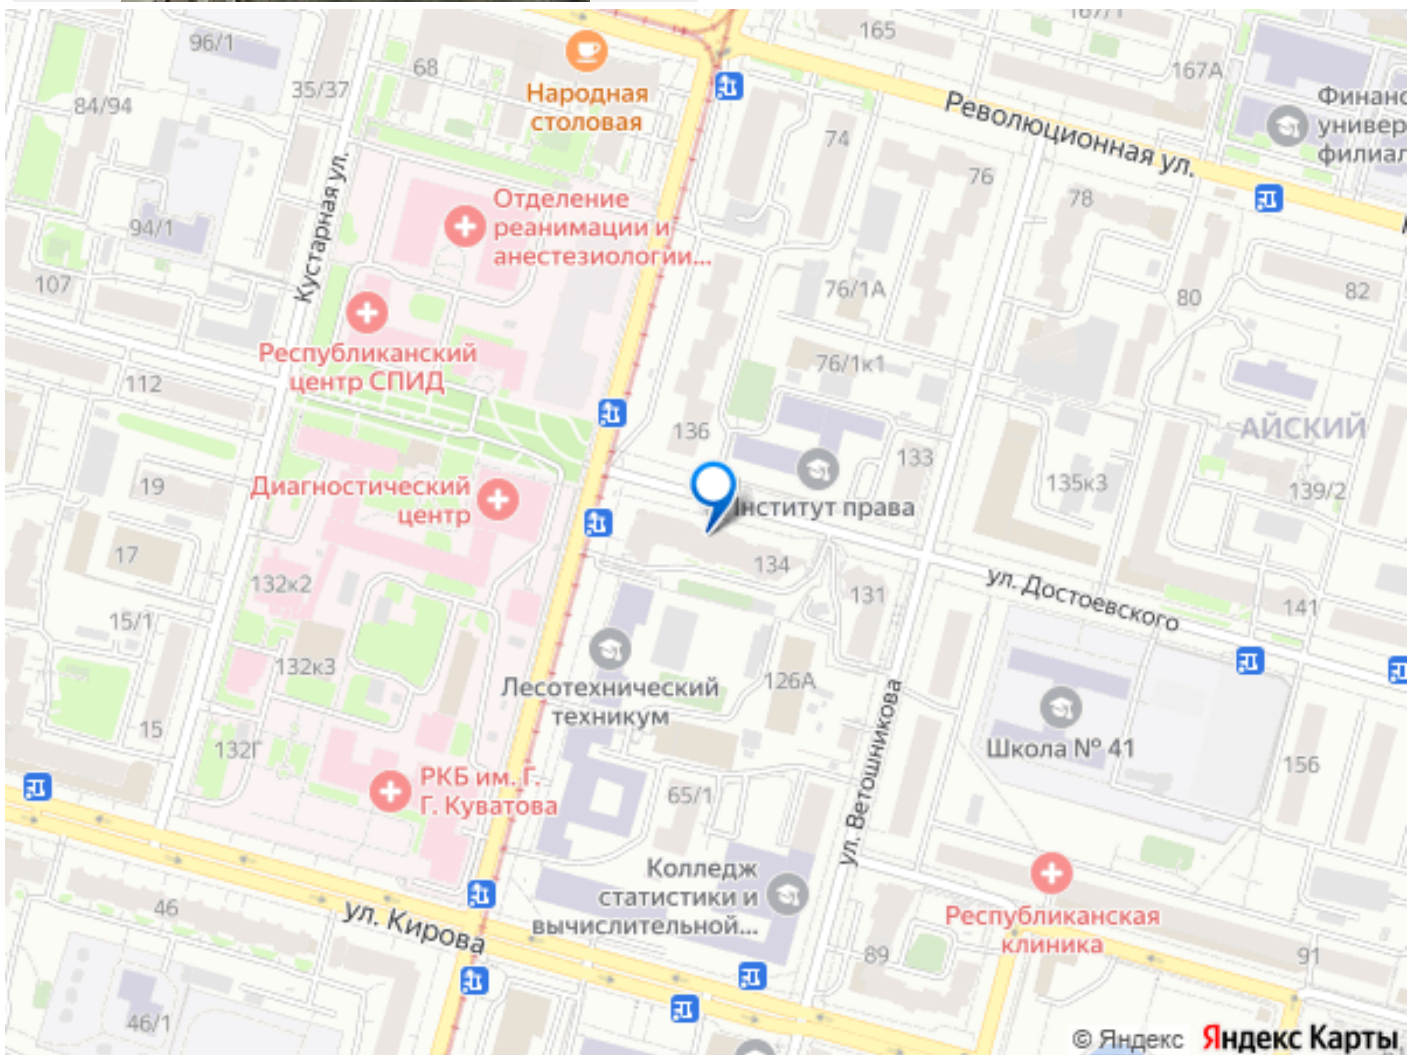 96/1
165
167/1
68
167А
35/37
84/94
Народная
столовая
Финанс
универ
филиал
Революционная ул.
74
76
78
Кустарная ул.
94/1
Отделение
реанимации и
анестезиологии...
107
76/1А
80
82
Республиканский
центр СПИД
112
76/1к1
АЙСКИЙ
136
133
135к3
139/2
19
Диагностический
центр
нститут права
17
132к2
134
131
ул. Достоевского
141
15/1
132к3
Лесотехнический
техникум
126А
ул. Ветошникова
Школа № 41
15
132Г
156
РКБ им. Г.
Г. Куватова
65/1
Колледж
статистики и
вычислительной...
46
ул. Кирова
Республиканская
клиника
89
91
46/1
© Яндекс Яндекс Карты